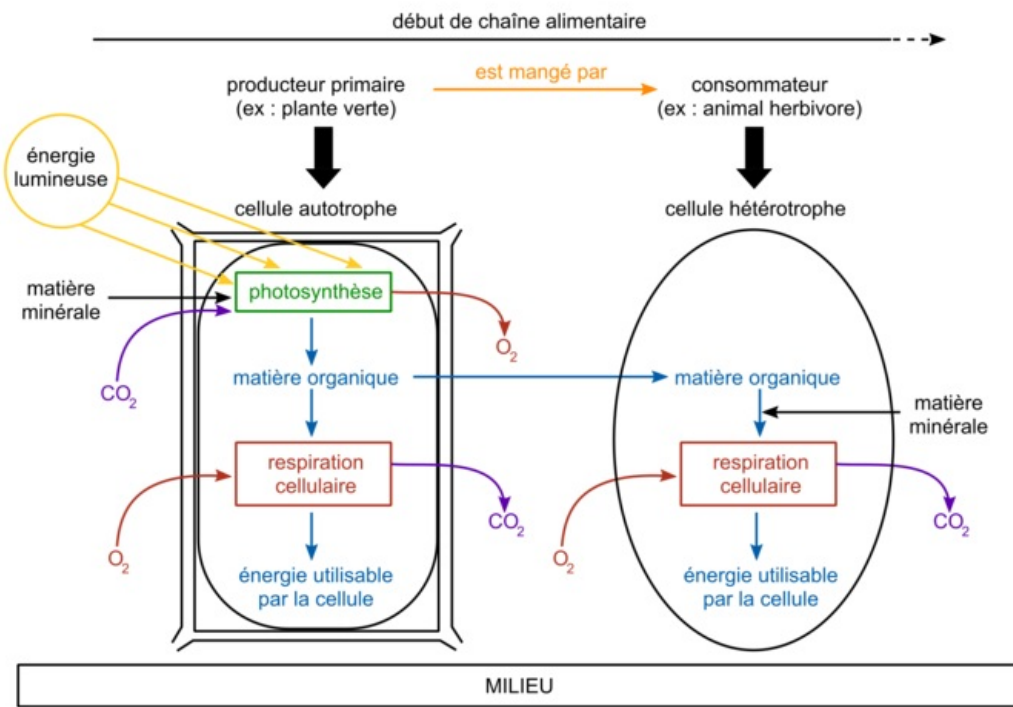 début de chaîne alimentaire
producteur primaire
(ex : plante verte)
est mangé par
consommateur
(ex : animal herbivore)
énergie
lumineuse
cellule autotrophe
cellule hétérotrophe
matière
minérale
photosynthèse
O₂
CO₂
matière organique
matière organique
matière
minérale
respiration
cellulaire
respiration
cellulaire
O₂
CO₂
O₂
CO₂
énergie utilisable
par la cellule
énergie utilisable
par la cellule
MILIEU